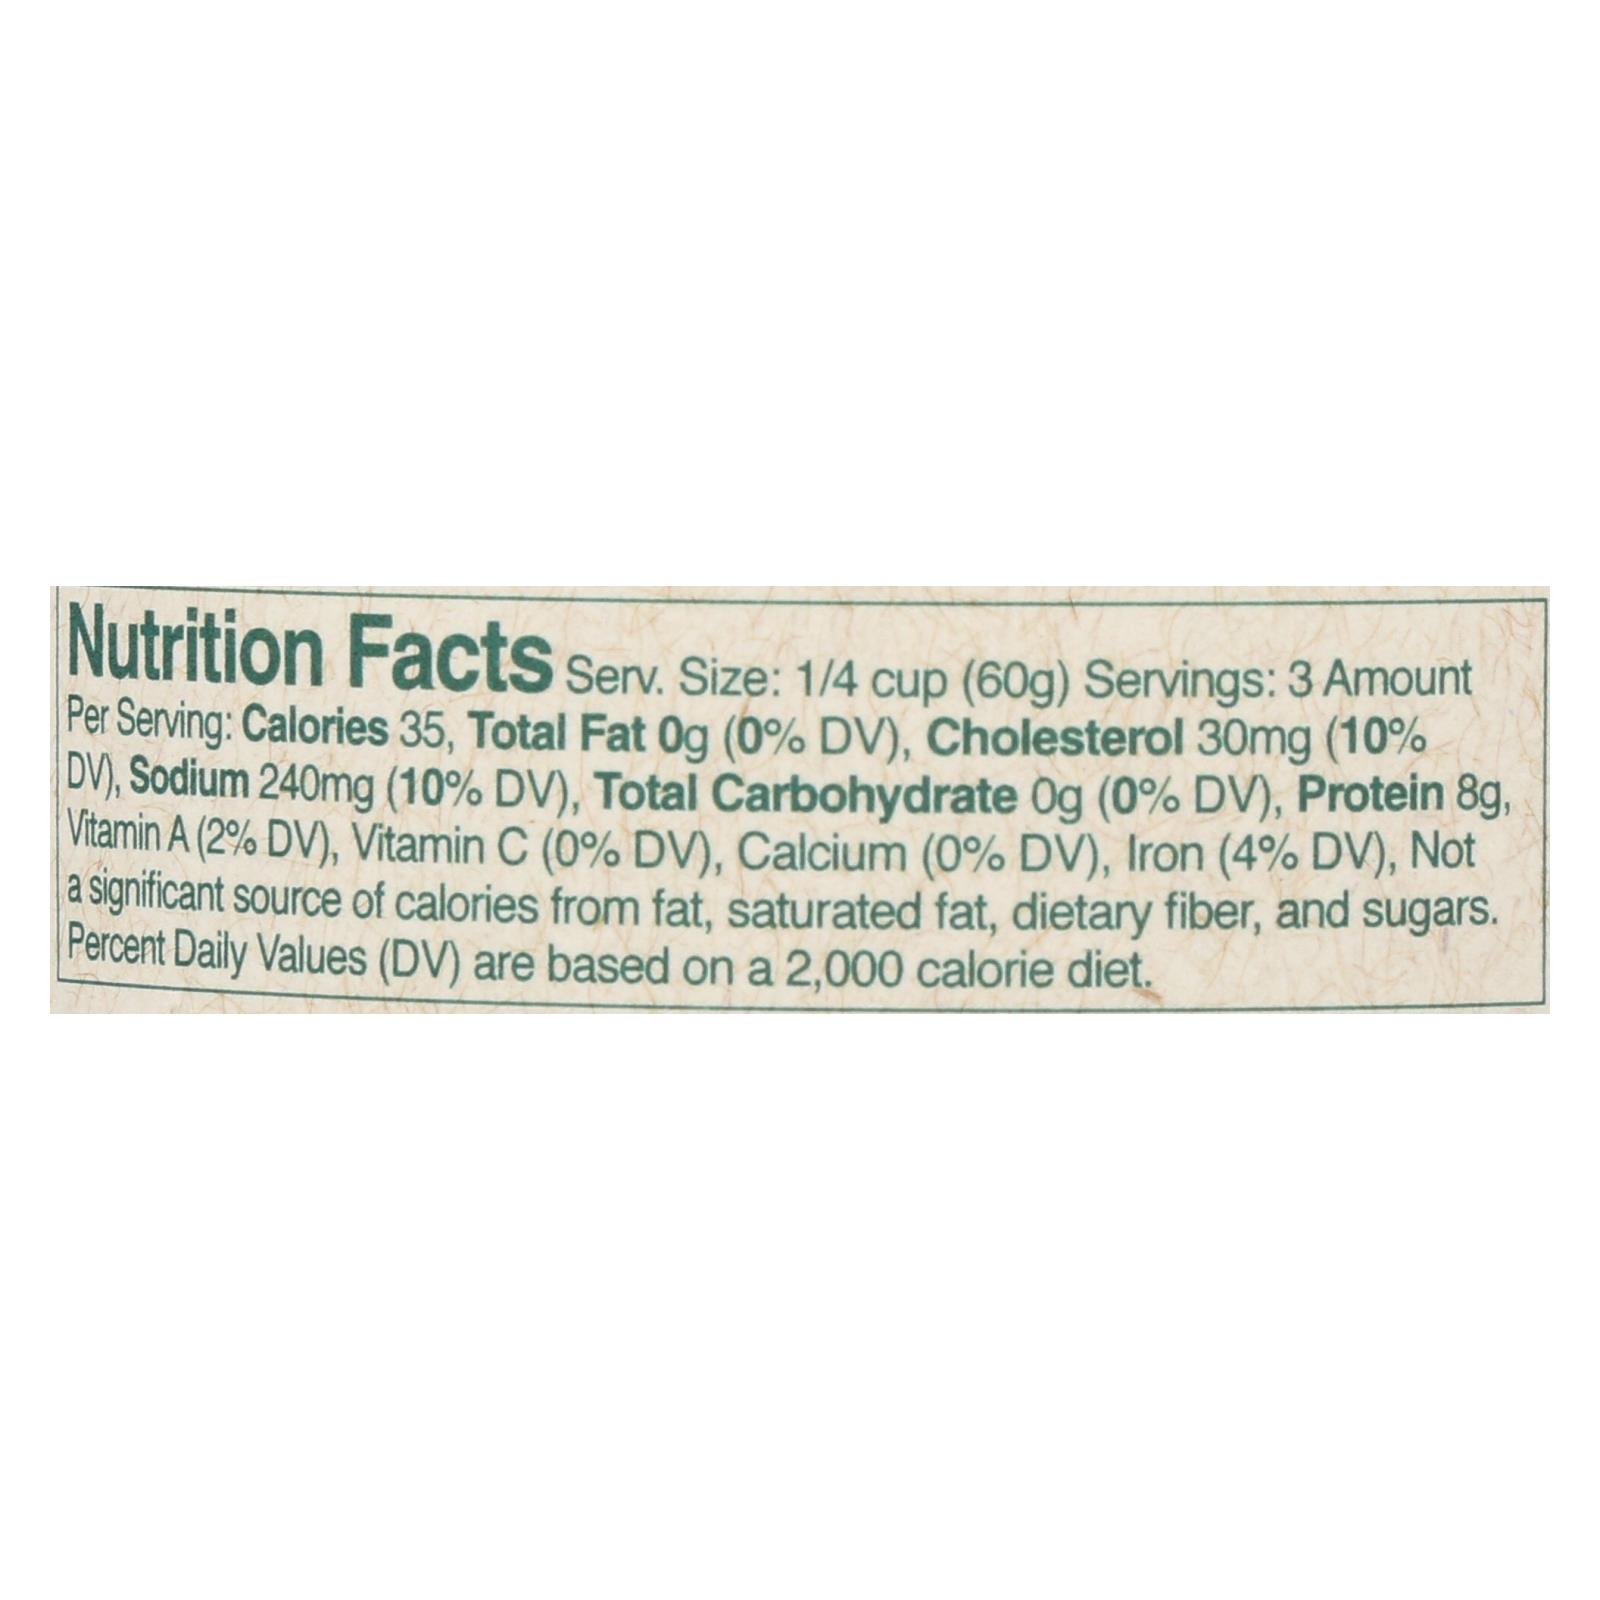 Nutrition Facts Serv. Size: 1/4 cup (60g) Servings: 3 Amount
Per Serving: Calories 35, Total Fat 0g (0% DV), Cholesterol 30mg (10%
DV), Sodium 240mg (10% DV), Total Carbohydrate 0g (0% DV), Protein 8g,
Vitamin A (2% DV), Vitamin C (0% DV), Calcium (0% DV), Iron (4% DV), Not
a significant source of calories from fat, saturated fat, dietary fiber, and sugars.
Percent Daily Values (DV) are based on a 2,000 calorie diet.